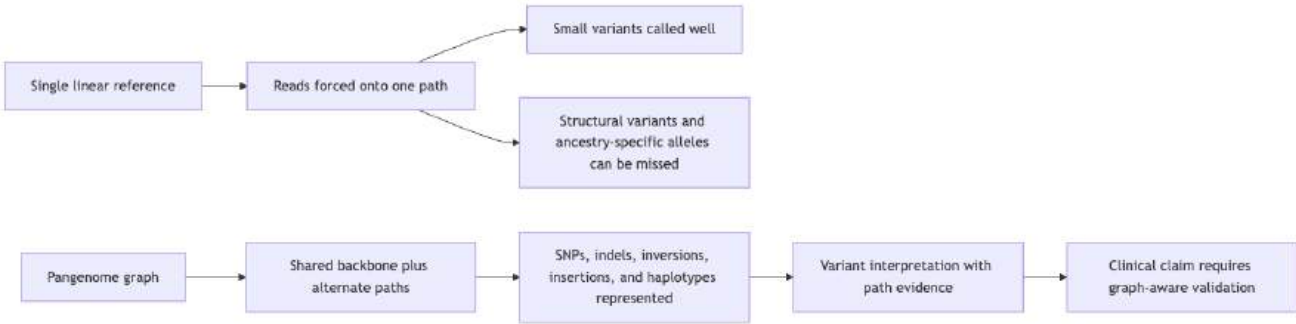 Small variants called well
Single linear reference
Reads forced onto one path
Structural variants and
ancestry-specific alleles
can be missed
Pangenome graph
Shared backbone plus
alternate paths
SNPs, indels, inversions,
insertions, and haplotypes
represented
Variant interpretation with
path evidence
Clinical claim requires
graph-aware validation